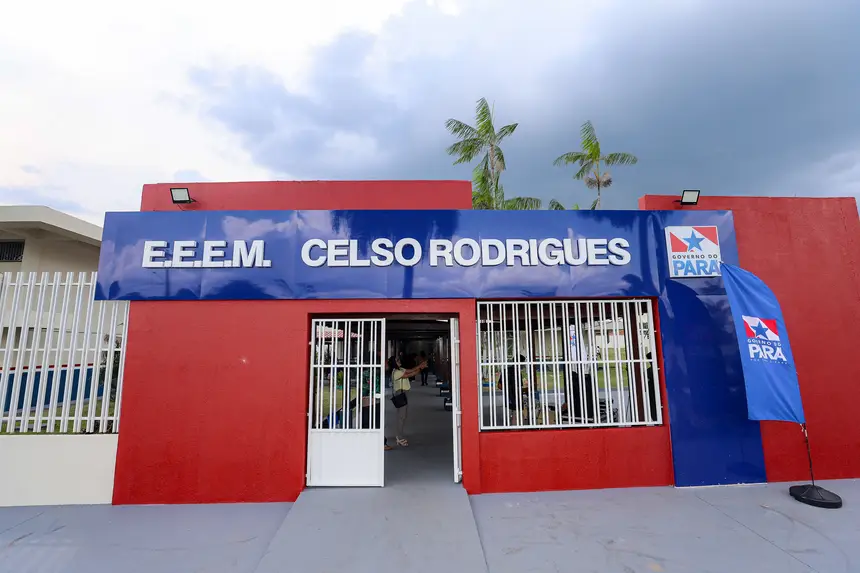 E.E.E.M. CELSO RODRIGUES
GOVERNO DO
PARÁ
GOVERNO DO
PARÁ